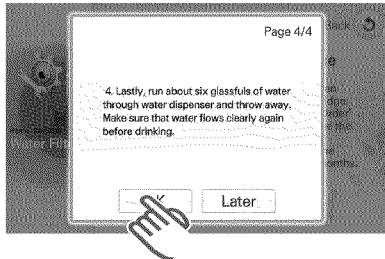 Page 4/4
Back
4. Lastly, run about six glassfuls of water
through water dispenser and throw away.
Make sure that water flows clearly again
before drinking.
Water Filt
Later